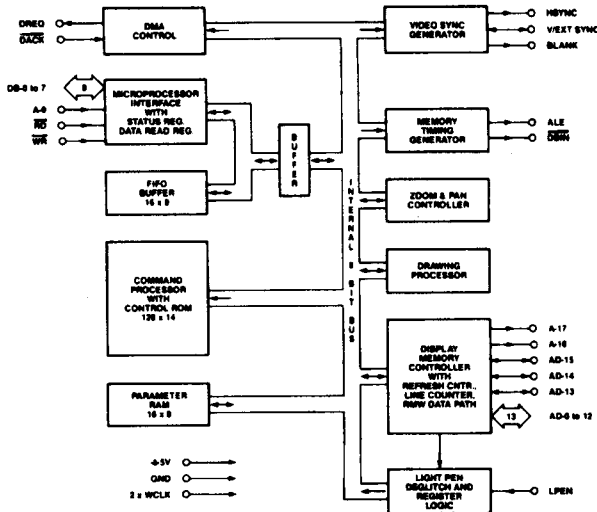 DREQ
DACK
DMA
CONTROL
VIDEO SYNC
GENERATOR
HSYNC
V/EXT SYNC
BLANK
DB-0 to 7
8
A-0
RD
WR
MICROPROCESSOR
INTERFACE
WITH
STATUS REG.
DATA READ REG.
BUFFER
MEMORY
TIMING
GENERATOR
ALE
DBIN
FIFO
BUFFER
16 x 9
INTERNAL 8 BIT BUS
ZOOM & PAN
CONTROLLER
COMMAND
PROCESSOR
WITH
CONTROL ROM
128 x 14
DRAWING
PROCESSOR
DISPLAY
MEMORY
CONTROLLER
WITH
REFRESH CNTR.,
LINE COUNTER,
RMW DATA PATH
A-17
A-16
AD-15
AD-14
AD-13
13
AD-0 to 12
PARAMETER
RAM
16 x 8
+5V
GND
2 x WCLK
LIGHT PEN
DEGLITCH AND
REGISTER
LOGIC
LPEN